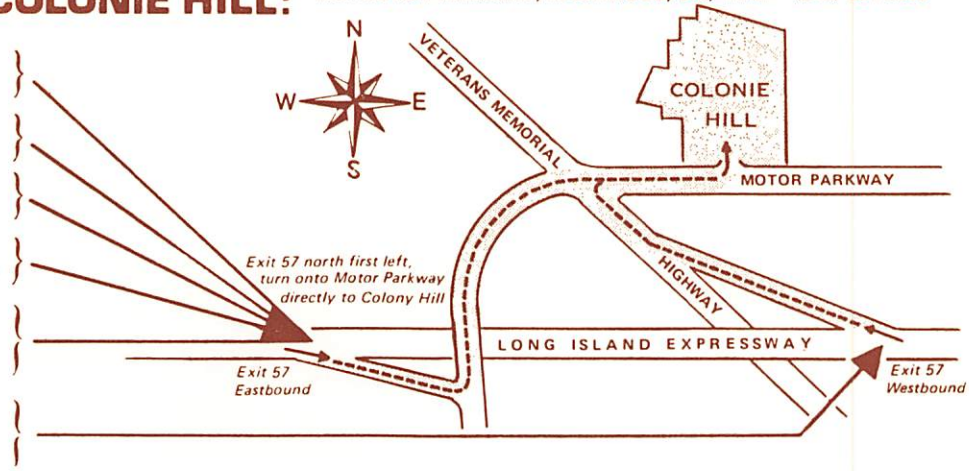 COLONIE HILL?
N
W
E
S
VETERANS MEMORIAL
COLONIE
HILL
MOTOR PARKWAY
Exit 57 north first left,
turn onto Motor Parkway
directly to Colony Hill
HIGHWAY
LONG ISLAND EXPRESSWAY
Exit 57
Eastbound
Exit 57
Westbound